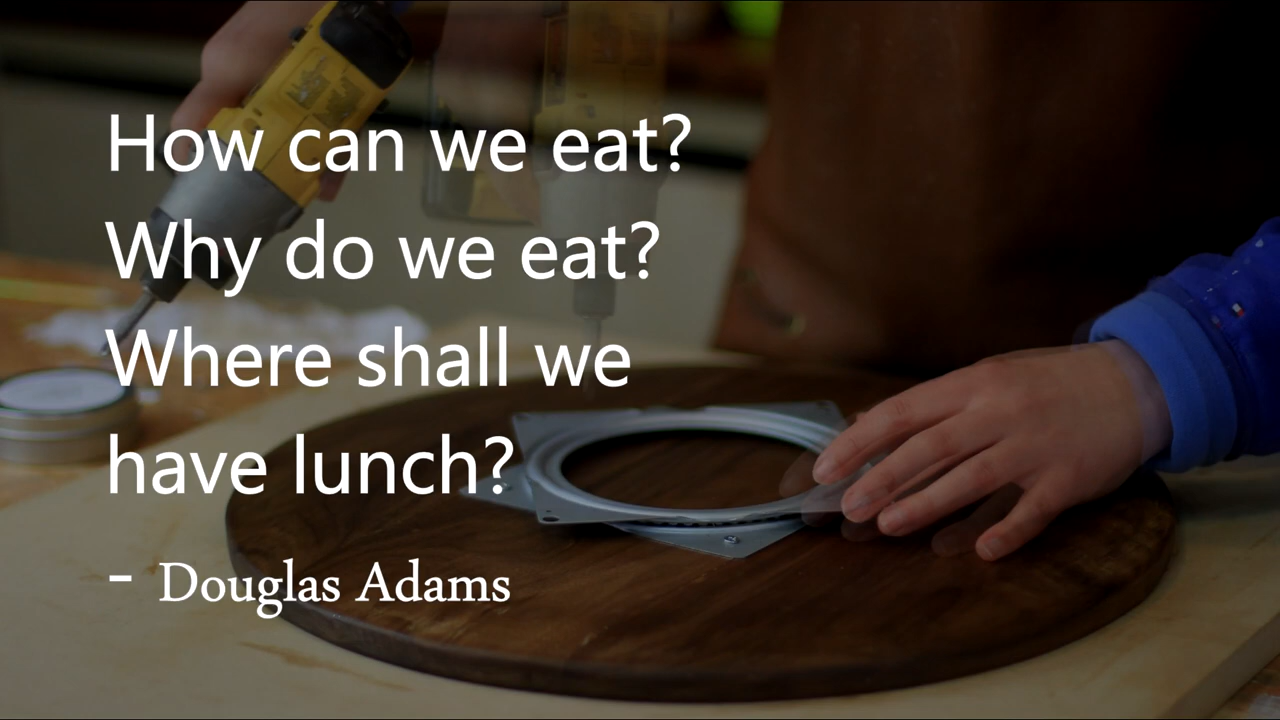 How can we eat?
Why do we eat?
Where shall we
have lunch?
- Douglas Adams